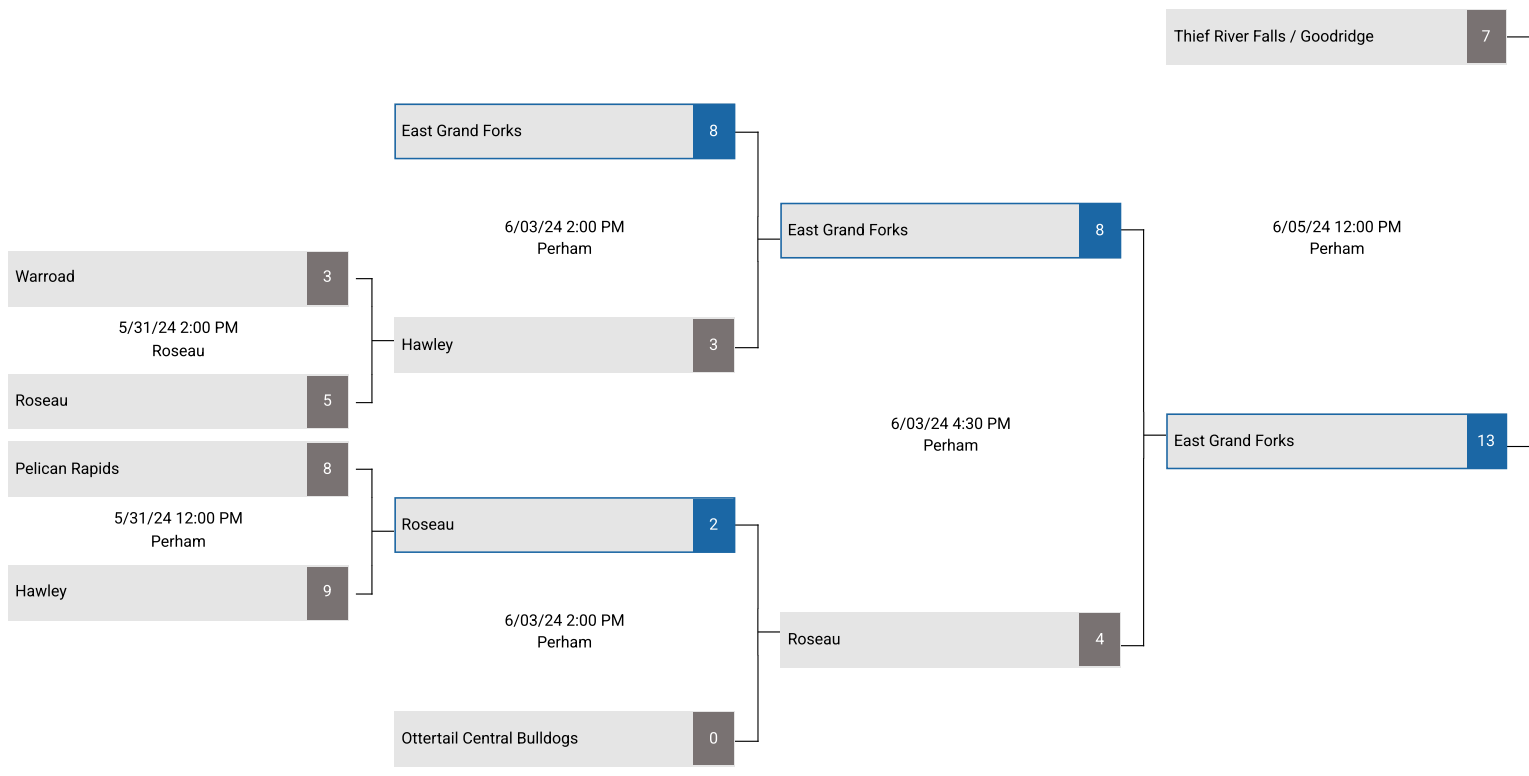 Thief River Falls / Goodridge 7
East Grand Forks 8
6/03/24 2:00 PM
Perham
East Grand Forks 8
6/05/24 12:00 PM
Perham
Warroad 3
5/31/24 2:00 PM
Roseau
Hawley 3
Roseau 5
6/03/24 4:30 PM
Perham
East Grand Forks 13
Pelican Rapids 8
5/31/24 12:00 PM
Perham
Roseau 2
Hawley 9
6/03/24 2:00 PM
Perham
Roseau 4
Ottertail Central Bulldogs 0